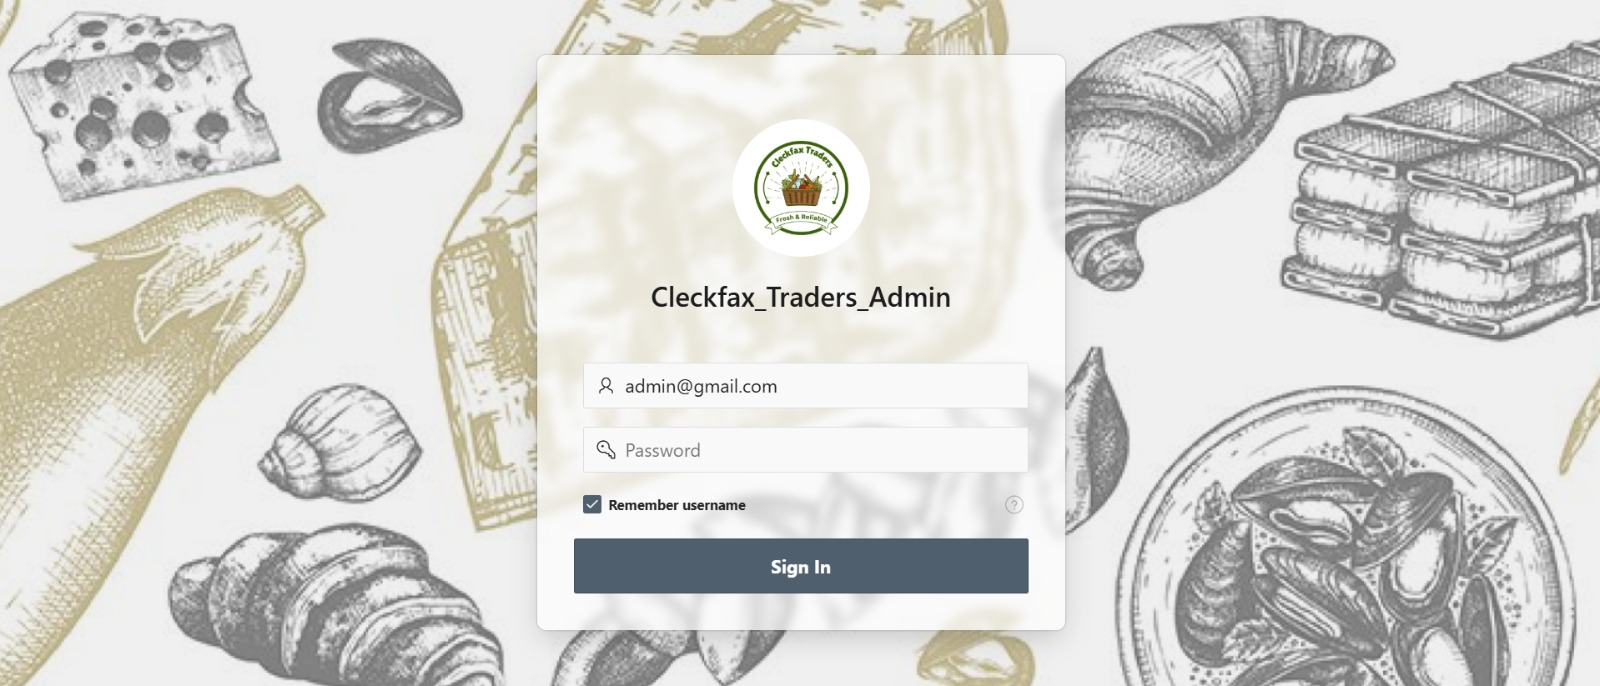 Cleckfax Traders
Fresh & Reliable
Cleckfax_Traders_Admin
admin@gmail.com
Password
Remember username
?
Sign In